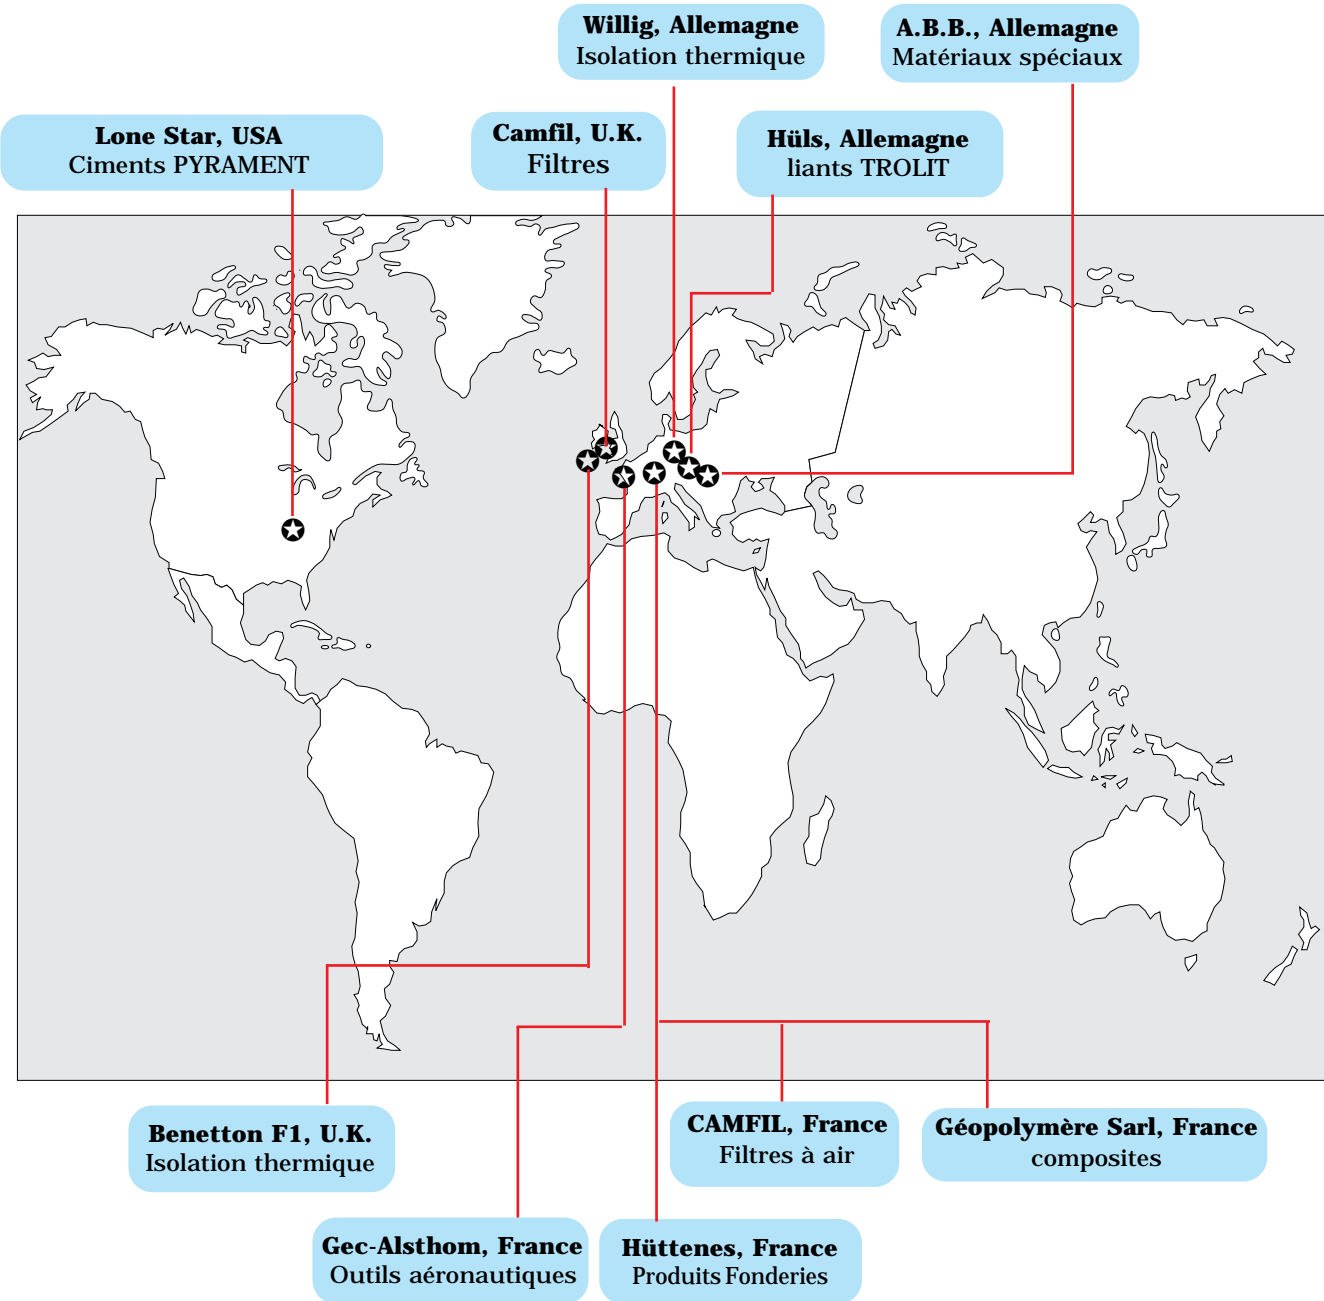 Willig, Allemagne
Isolation thermique
A.B.B., Allemagne
Matériaux spéciaux
Lone Star, USA
Ciments PYRAMENT
Camfil, U.K.
Filtres
Hüls, Allemagne
liants TROLIT
Benetton F1, U.K.
Isolation thermique
CAMFIL, France
Filtres à air
Géopolymère Sarl, France
composites
Gec-Alsthom, France
Outils aéronautiques
Hüttenes, France
Produits Fonderies